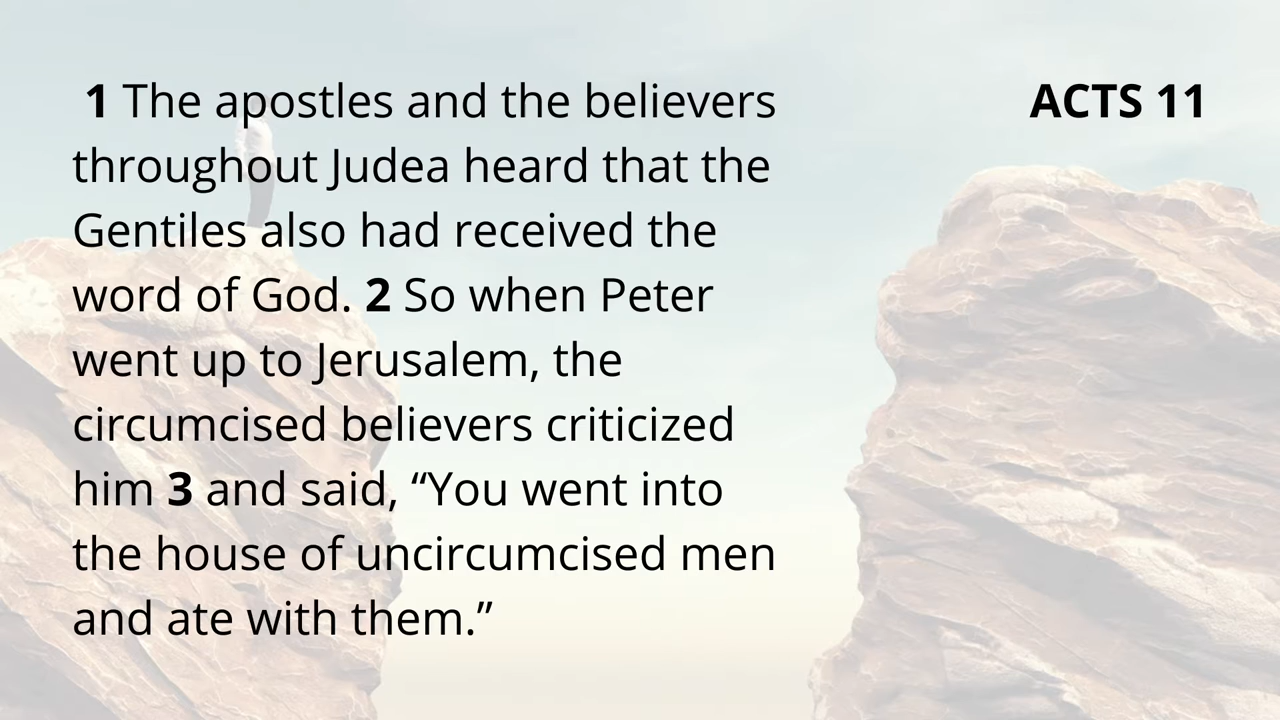 1 The apostles and the believers
throughout Judea heard that the
Gentiles also had received the
word of God. 2 So when Peter
went up to Jerusalem, the
circumcised believers criticized
him 3 and said, “You went into
the house of uncircumcised men
and ate with them.”
ACTS 11